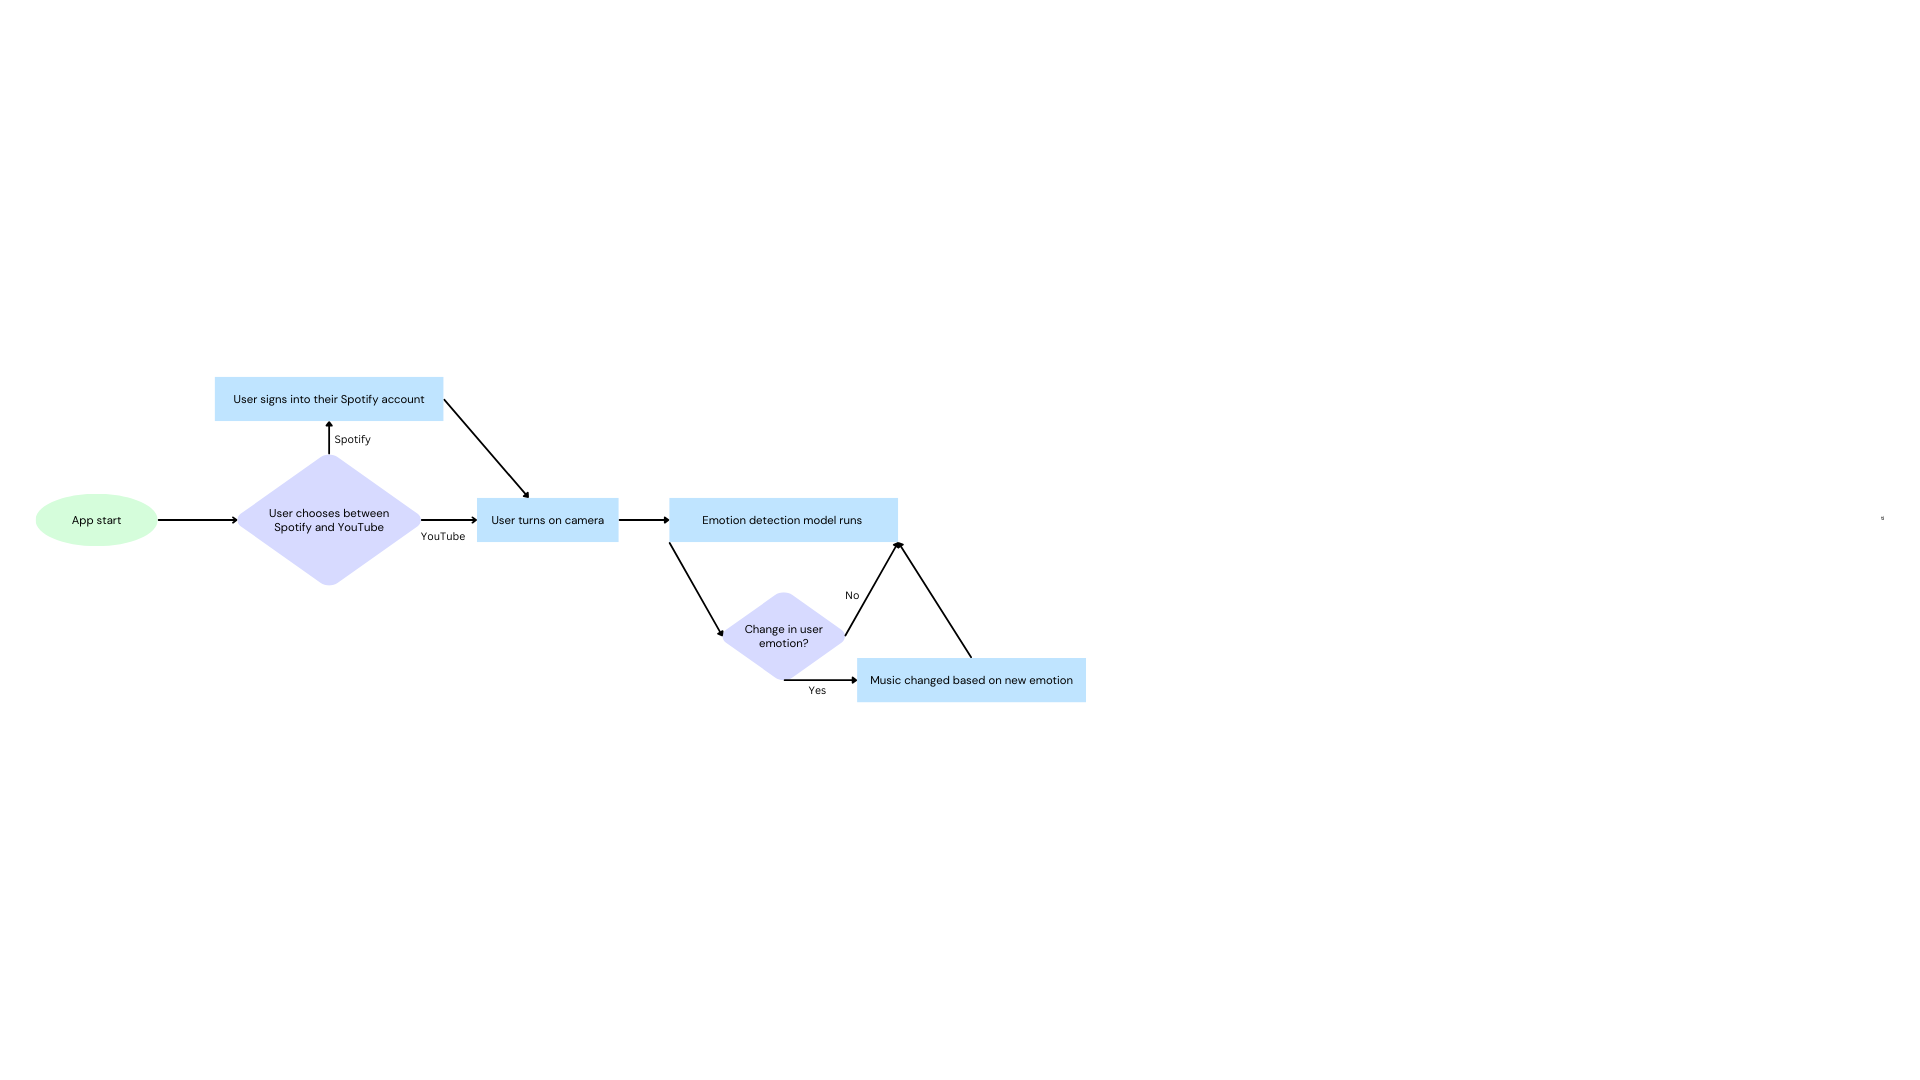 User signs into their Spotify account
Spotify
App start
User chooses between
Spotify and YouTube
YouTube
User turns on camera
Emotion detection model runs
No
Change in user
emotion?
Yes
Music changed based on new emotion